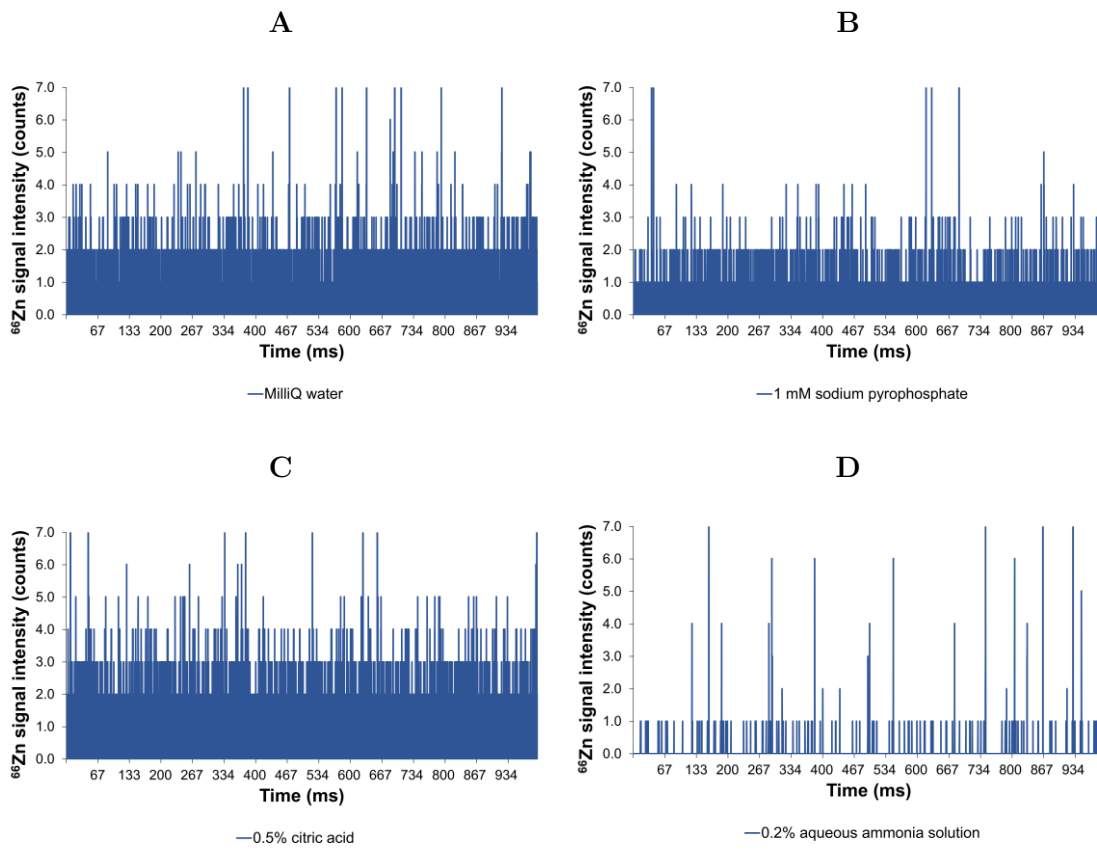 A
B
⁶⁶Zn signal intensity (counts)
7.0
6.0
5.0
4.0
3.0
2.0
1.0
0.0
67 133 200 267 334 400 467 534 600 667 734 800 867 934
Time (ms)
MilliQ water
⁶⁶Zn signal intensity (counts)
7.0
6.0
5.0
4.0
3.0
2.0
1.0
0.0
67 133 200 267 334 400 467 534 600 667 734 800 867 934
Time (ms)
1 mM sodium pyrophosphate
C
D
⁶⁶Zn signal intensity (counts)
7.0
6.0
5.0
4.0
3.0
2.0
1.0
0.0
67 133 200 267 334 400 467 534 600 667 734 800 867 934
Time (ms)
0.5% citric acid
⁶⁶Zn signal intensity (counts)
7.0
6.0
5.0
4.0
3.0
2.0
1.0
0.0
67 133 200 267 334 400 467 534 600 667 734 800 867 934
Time (ms)
0.2% aqueous ammonia solution